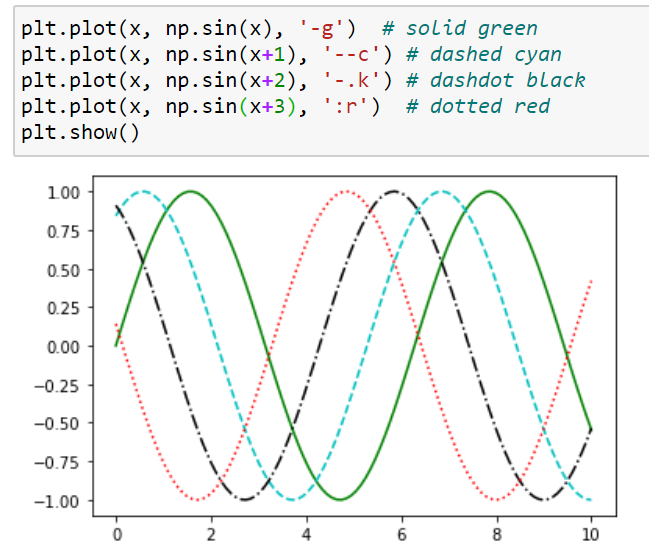 plt.plot(x, np.sin(x), '-g')  # solid green
plt.plot(x, np.sin(x+1), '--c') # dashed cyan
plt.plot(x, np.sin(x+2), '-.k') # dashdot black
plt.plot(x, np.sin(x+3), ':r')  # dotted red
plt.show()
1.00
0.75
0.50
0.25
0.00
−0.25
−0.50
−0.75
−1.00
0 2 4 6 8 10